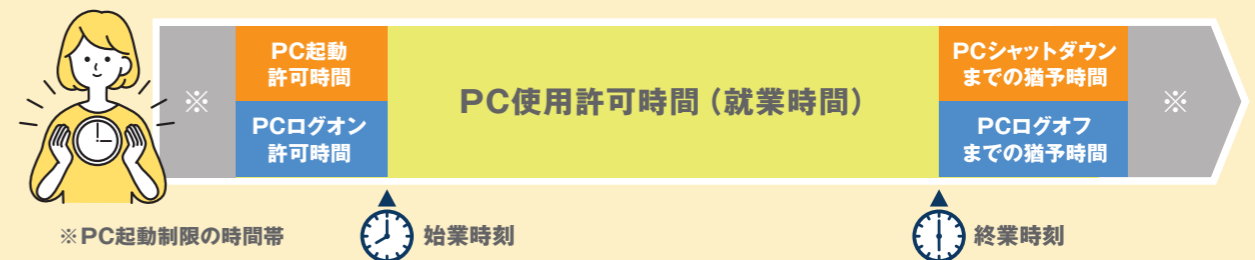 ※
PC起動
許可時間
PCログオン
許可時間
PC使用許可時間（就業時間）
PCシャットダウン
までの猶予時間
PCログオフ
までの猶予時間
※
※PC起動制限の時間帯
始業時刻
終業時刻